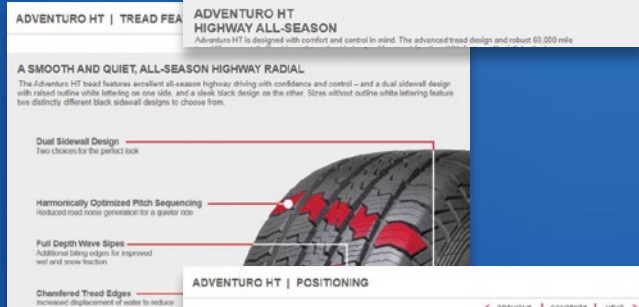 ADVENTURO HT | TREAD FEA
ADVENTURO HT
HIGHWAY ALL-SEASON
Adventuro HT is designed with comfort and control in mind. The advanced tread design and robust 60,000 mile
A SMOOTH AND QUIET, ALL-SEASON HIGHWAY RADIAL
The Adventuro HT tread features excellent all-season highway driving with confidence and control – and a dual sidewall design
with raised outline white lettering on one side, and a sleek black design on the other. Sizes without outline white lettering feature
two distinctly different black sidewall designs to choose from.
Dual Sidewall Design
Two choices for the perfect look
Harmonically Optimized Pitch Sequencing
Reduced road noise generation for a quieter ride
Full Depth Wave Sipes
Additional biting edges for improved
wet and snow traction
Chamfered Tread Edges
Increased displacement of water to reduce
ADVENTURO HT | POSITIONING